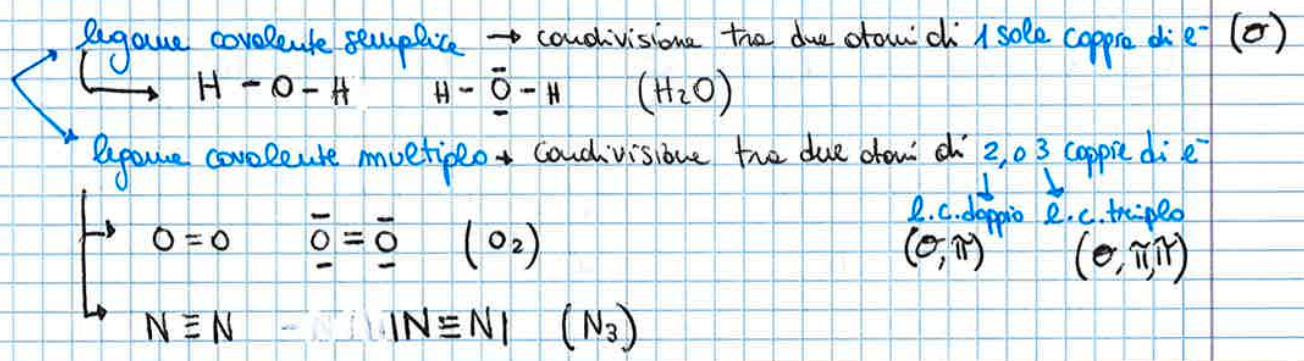 legame covalente semplice → condivisione tra due atomi di 1 sola coppia di e⁻ (σ)
H - O - H H - O̲̅ - H (H₂O)
legame covalente multiplo → condivisione tra due atomi di 2, o 3 coppie di e⁻
l.c. doppio l.c. triplo
(σ, π) (σ, π, π)
O = O O̲̅ = O̲̅ (O₂)
N ≡ N |N ≡ N| (N₃)